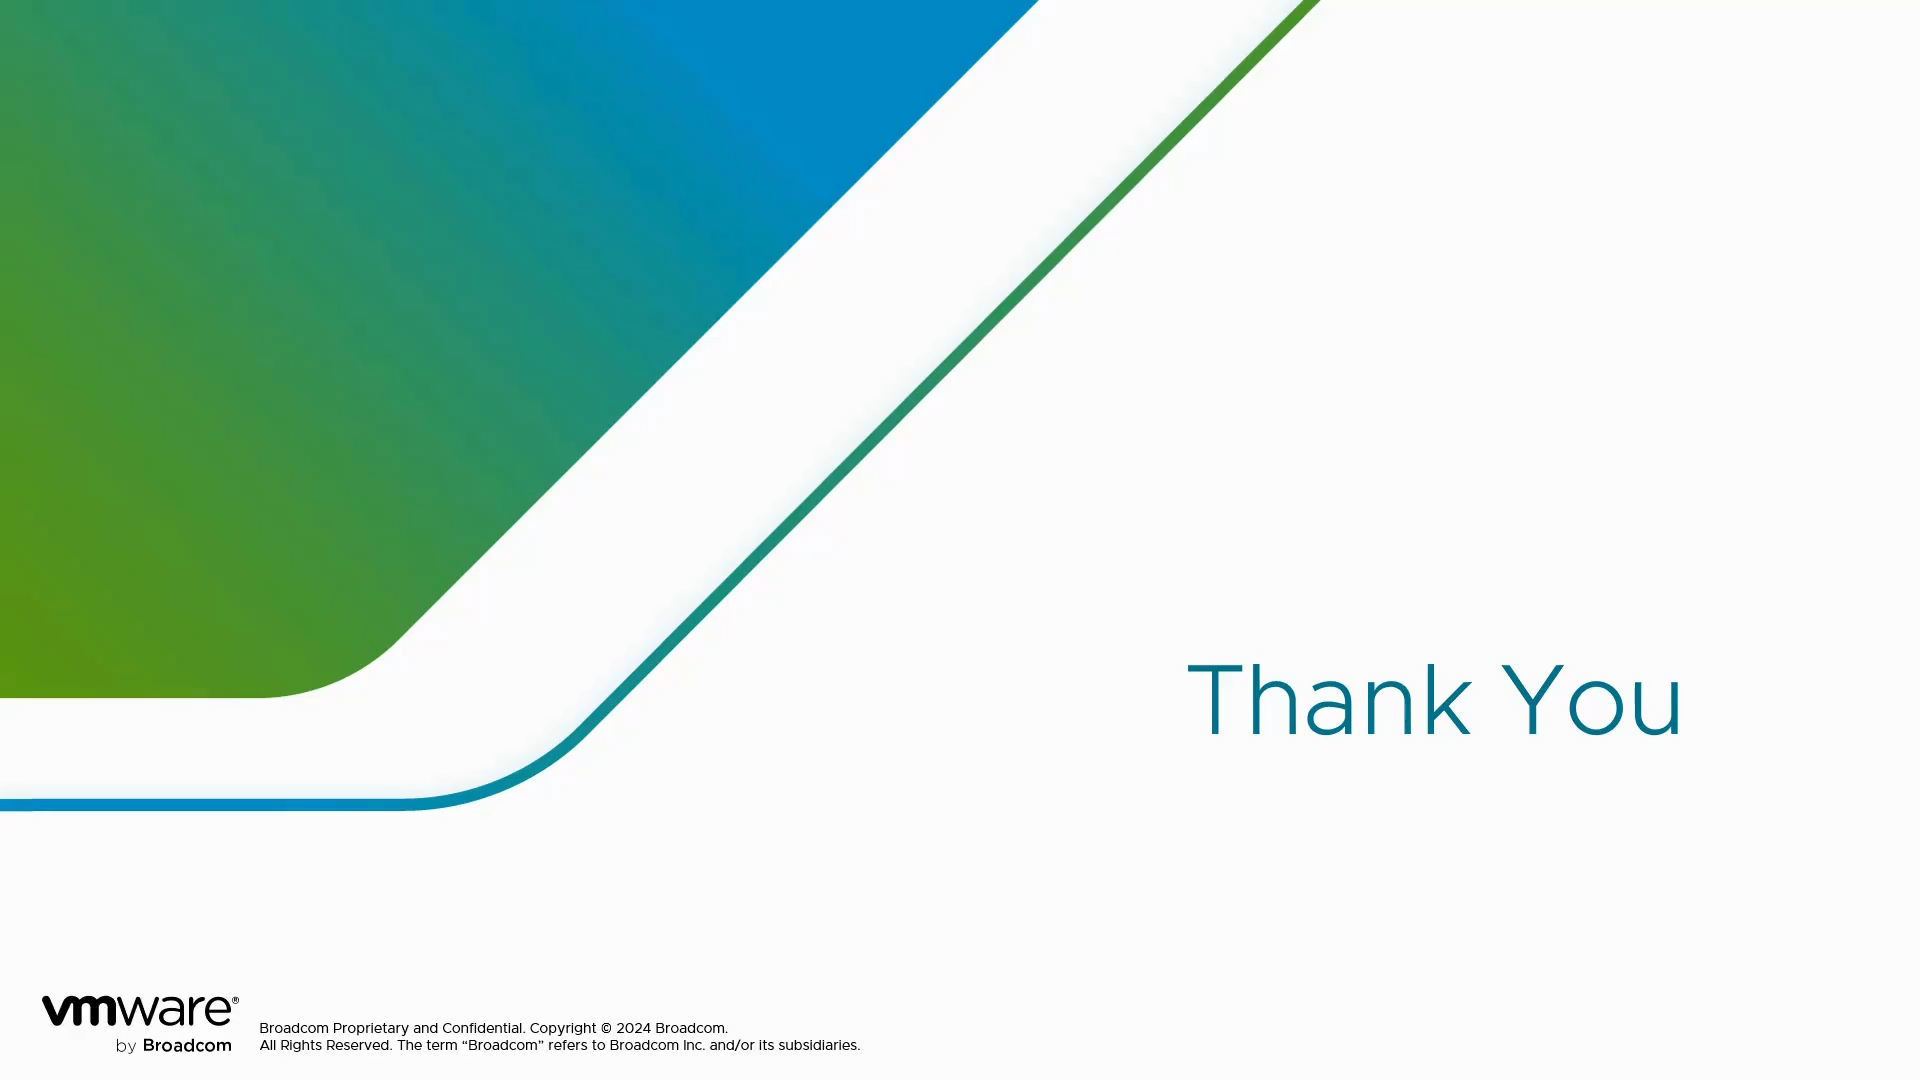 Thank You
vmware®
by Broadcom
Broadcom Proprietary and Confidential. Copyright © 2024 Broadcom.
All Rights Reserved. The term “Broadcom” refers to Broadcom Inc. and/or its subsidiaries.